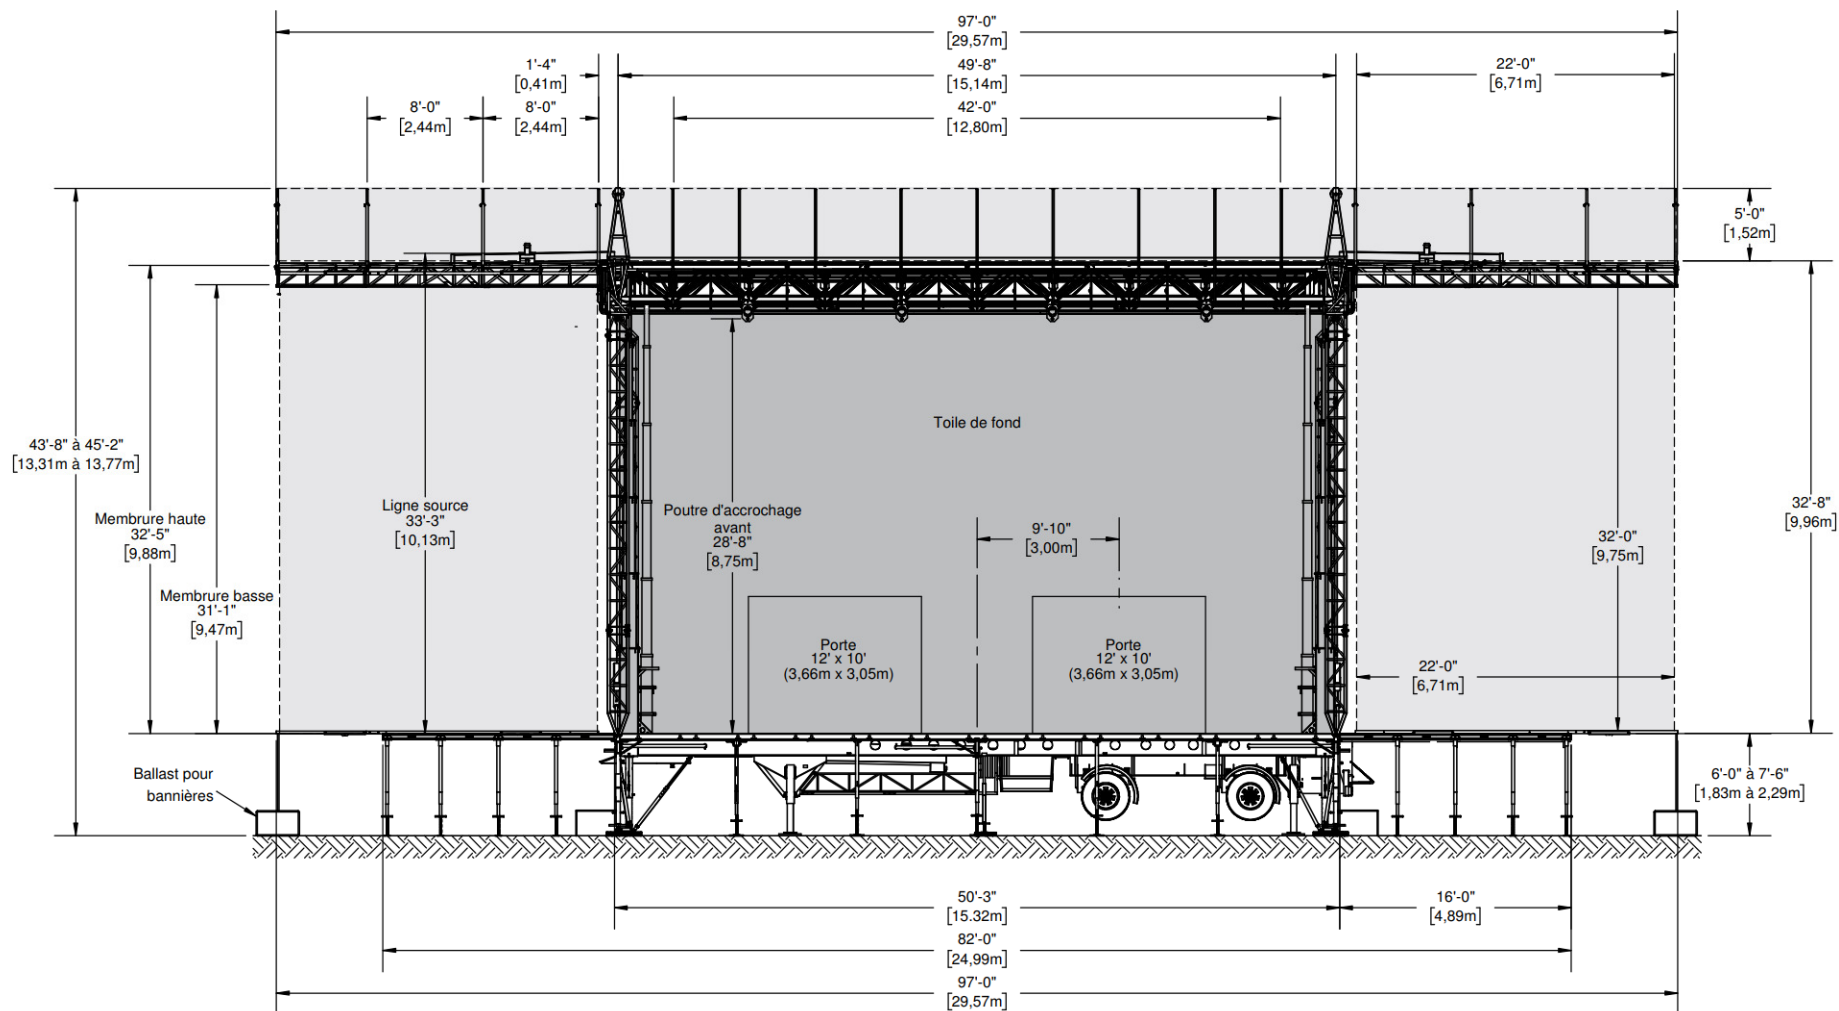 97'-0"
[29,57m]
1'-4"
[0,41m]
49'-8"
[15,14m]
22'-0"
[6,71m]
8'-0"
[2,44m]
8'-0"
[2,44m]
42'-0"
[12,80m]
5'-0"
[1,52m]
Toile de fond
43'-8" à 45'-2"
[13,31m à 13,77m]
Membrure haute
32'-5"
[9,88m]
Ligne source
33'-3"
[10,13m]
Poutre d'accrochage
avant
28'-8"
[8,75m]
9'-10"
[3,00m]
32'-0"
[9,75m]
32'-8"
[9,96m]
Membrure basse
31'-1"
[9,47m]
Porte
12' x 10'
(3,66m x 3,05m)
Porte
12' x 10'
(3,66m x 3,05m)
22'-0"
[6,71m]
Ballast pour
bannières
6'-0" à 7'-6"
[1,83m à 2,29m]
50'-3"
[15.32m]
16'-0"
[4,89m]
82'-0"
[24,99m]
97'-0"
[29,57m]